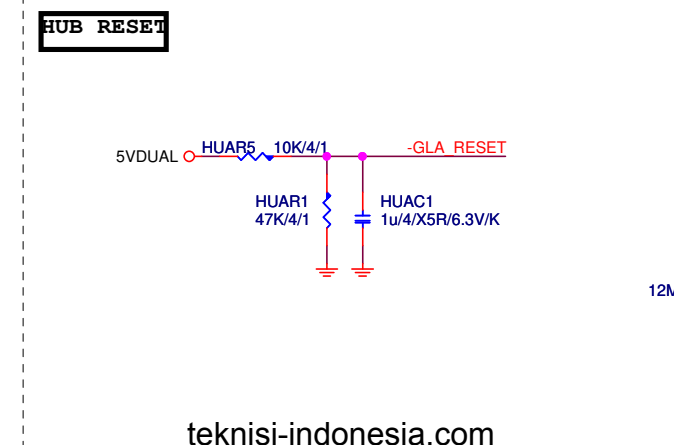 HUB RESET
5VDUAL
HUAR5 10K/4/1
-GLA_RESET
HUAR1
47K/4/1
HUAC1
1u/4/X5R/6.3V/K
12M
teknisi-indonesia.com